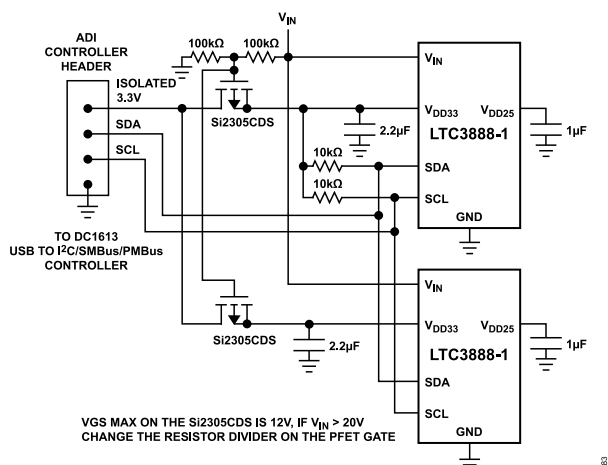 ADI
CONTROLLER
HEADER
ISOLATED
3.3V
SDA
SCL
TO DC1613
USB TO I²C/SMBus/PMBus
CONTROLLER
VIN
100kΩ
100kΩ
Si2305CDS
2.2µF
10kΩ
10kΩ
VIN
VDD33
VDD25
LTC3888-1
SDA
SCL
GND
1µF
Si2305CDS
2.2µF
VIN
VDD33
VDD25
LTC3888-1
SDA
SCL
GND
1µF
VGS MAX ON THE Si2305CDS IS 12V, IF VIN > 20V
CHANGE THE RESISTOR DIVIDER ON THE PFET GATE
83